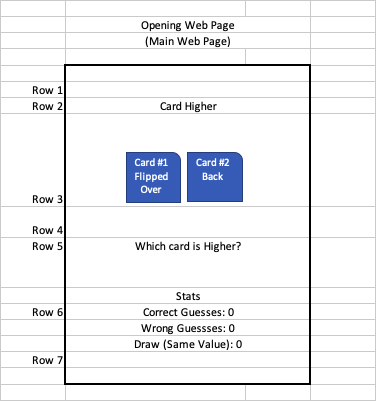 Opening Web Page
(Main Web Page)
Row 1
Row 2 Card Higher
Card #1 Card #2
Flipped Back
Over
Row 3
Row 4
Row 5 Which card is Higher?
Stats
Row 6 Correct Guesses: 0
Wrong Guessses: 0
Draw (Same Value): 0
Row 7